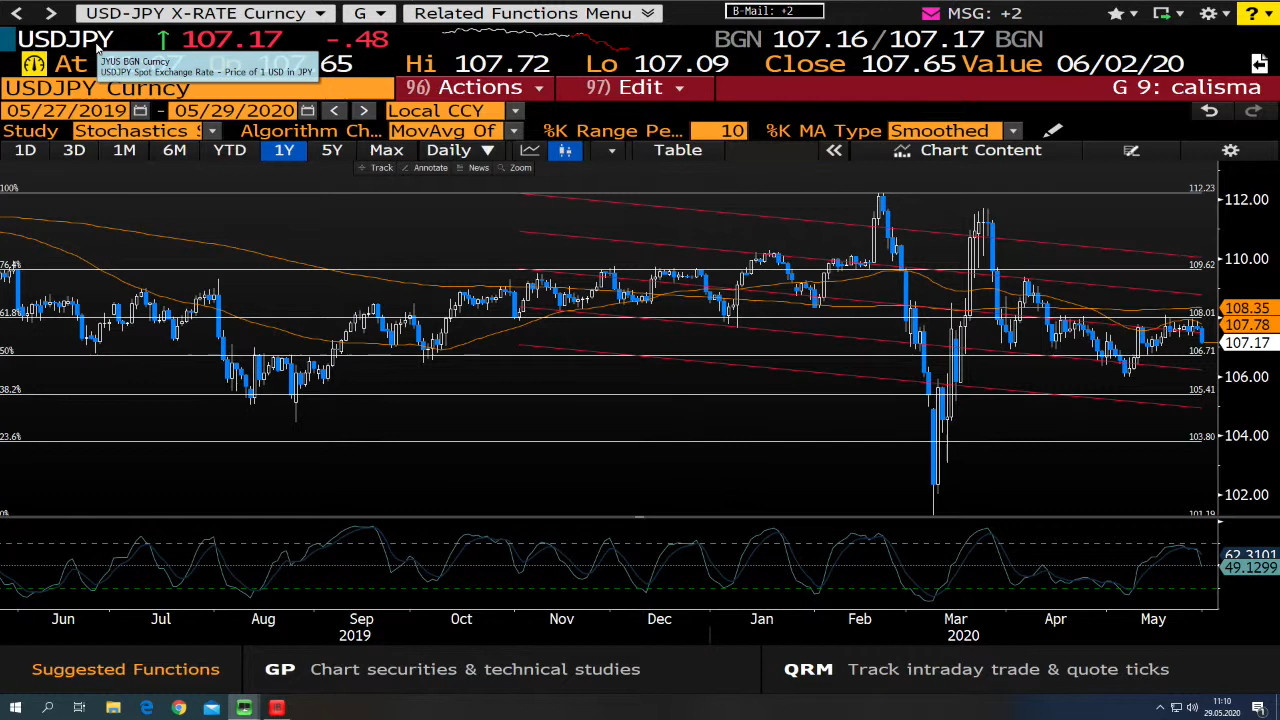 USD-JPY X-RATE Curncy G Related Functions Menu B-Mail: +2 MSG: +2 ?
USDJPY ↑ 107.17 -.48 BGN 107.16/107.17 BGN
JYUS BGN Curncy
USDJPY Spot Exchange Rate - Price of 1 USD in JPY
At Hi 107.72 Lo 107.09 Close 107.65 Value 06/02/20
USDJPY Curncy 96) Actions 97) Edit G 9: calisma
05/27/2019 - 05/29/2020 < > Local CCY
Study Stochastics Algorithm Ch... MovAvg Of %K Range Pe... 10 %K MA Type Smoothed
1D 3D 1M 6M YTD 1Y 5Y Max Daily ▼ Table « Chart Content
Track Annotate News Zoom
100% 112.23
112.00
110.00
76.4% 109.62
108.35
61.8% 108.01
107.78
107.17
50% 106.71
106.00
38.2% 105.41
104.00
23.6% 103.80
102.00
0% 101.19
62.3101
49.1299
Jun Jul Aug Sep Oct Nov Dec Jan Feb Mar Apr May
2019 2020
Suggested Functions GP Chart securities & technical studies QRM Track intraday trade & quote ticks
11:10
29.05.2020
1